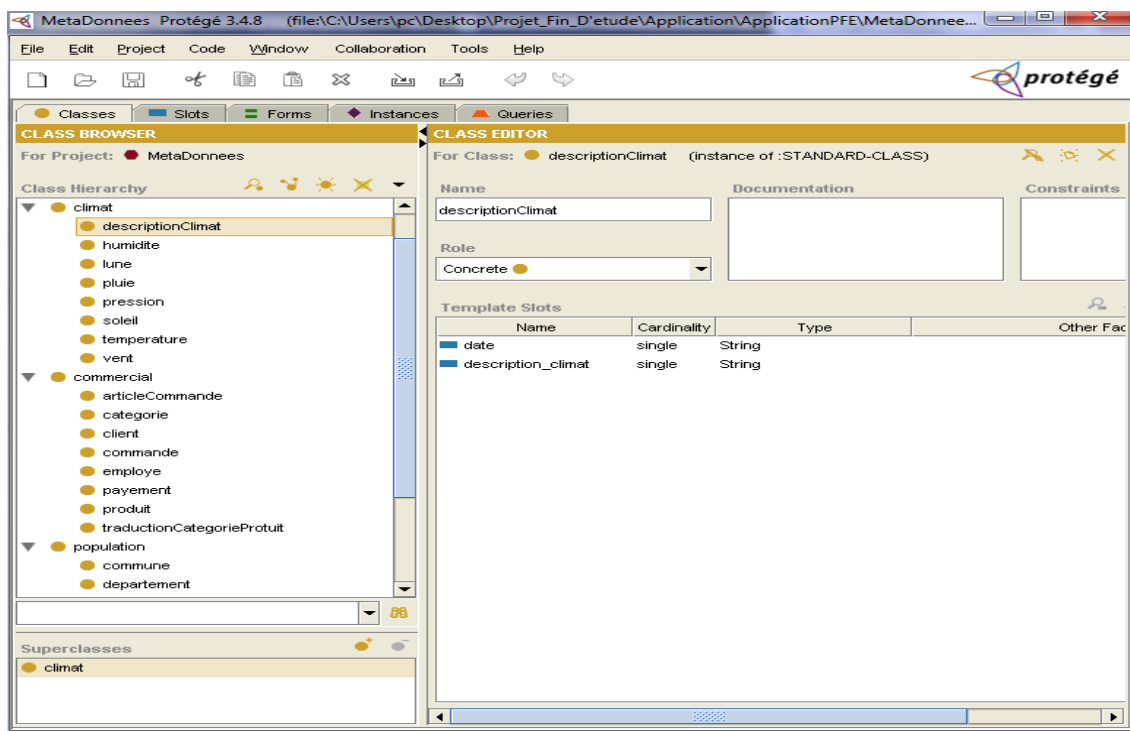 MetaDonnees Protégé 3.4.8 (file:\C:\Users\pc\Desktop\Projet_Fin_D'etude\Application\ApplicationPFE\MetaDonnee...
File Edit Project Code Window Collaboration Tools Help
protégé
Classes Slots Forms Instances Queries
CLASS BROWSER
For Project: MetaDonnees
Class Hierarchy
climat
descriptionClimat
humidite
lune
pluie
pression
soleil
temperature
vent
commercial
articleCommande
categorie
client
commande
employe
payement
produit
traductionCategorieProtuit
population
commune
departement
Superclasses
climat
CLASS EDITOR
For Class: descriptionClimat (instance of :STANDARD-CLASS)
Name Documentation Constraints
descriptionClimat
Role
Concrete
Template Slots
Name Cardinality Type Other Fac
date single String
description_climat single String